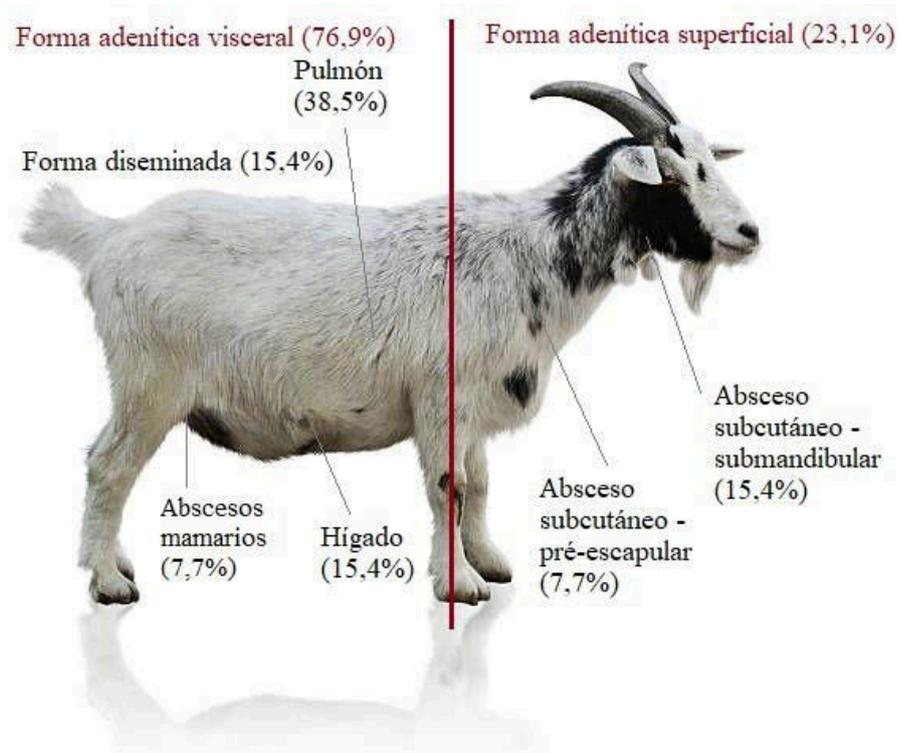 Forma adenítica visceral (76,9%)
Forma adenítica superficial (23,1%)
Pulmón
(38,5%)
Forma diseminada (15,4%)
Absceso
subcutáneo -
submandibular
(15,4%)
Absceso
subcutáneo -
pré-escapular
(7,7%)
Abscesos
mamarios
(7,7%)
Hígado
(15,4%)